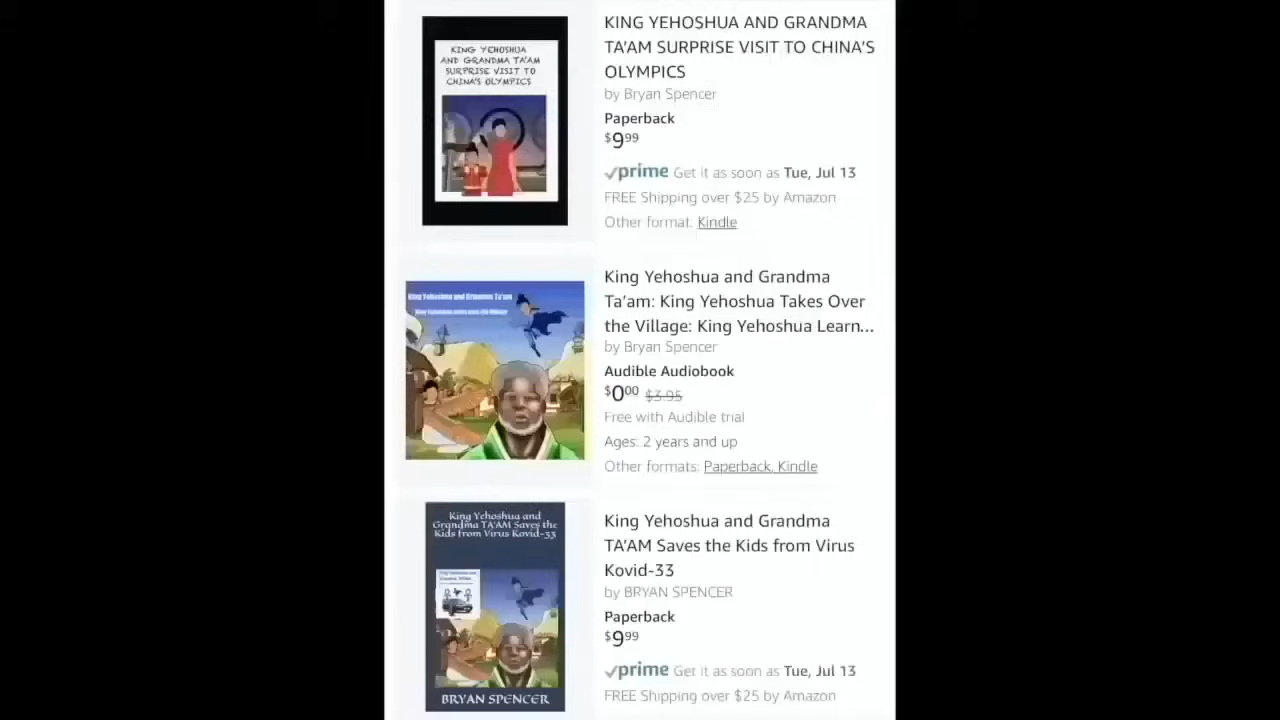 KING YEHOSHUA
AND GRANDMA TA'AM
SURPRISE VISIT TO
CHINA'S OLYMPICS
KING YEHOSHUA AND GRANDMA
TA'AM SURPRISE VISIT TO CHINA'S
OLYMPICS
by Bryan Spencer
Paperback
$9.99
prime Get it as soon as Tue, Jul 13
FREE Shipping over $25 by Amazon
Other format: Kindle
King Yehoshua and Grandma Ta'am
King Yehoshua and Grandma
Ta'am: King Yehoshua Takes Over
the Village: King Yehoshua Learn...
by Bryan Spencer
Audible Audiobook
$0.00 $3.95
Free with Audible trial
Ages: 2 years and up
Other formats: Paperback, Kindle
King Yehoshua and
Grandma TA'AM Saves the
Kids from Virus Kovid-33
BRYAN SPENCER
King Yehoshua and Grandma
TA'AM Saves the Kids from Virus
Kovid-33
by BRYAN SPENCER
Paperback
$9.99
prime Get it as soon as Tue, Jul 13
FREE Shipping over $25 by Amazon